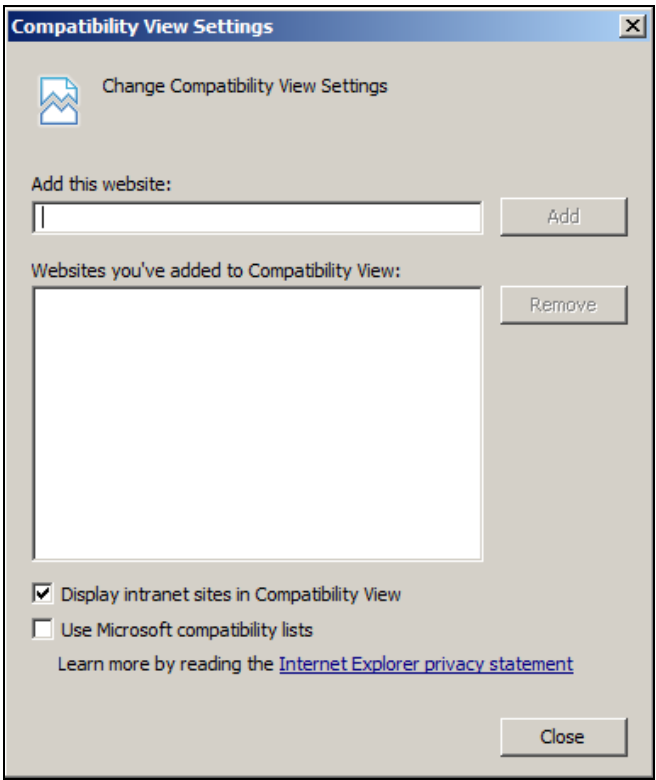 Compatibility View Settings
Change Compatibility View Settings
Add this website:
Add
Websites you've added to Compatibility View:
Remove
Display intranet sites in Compatibility View
Use Microsoft compatibility lists
Learn more by reading the Internet Explorer privacy statement
Close